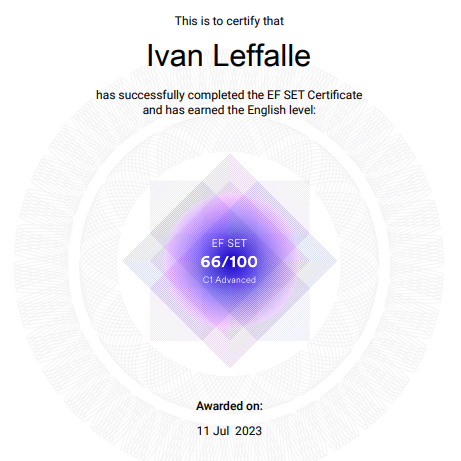 This is to certify that
Ivan Leffalle
has successfully completed the EF SET Certificate
and has earned the English level:
EF SET
66/100
C1 Advanced
Awarded on:
11 Jul 2023